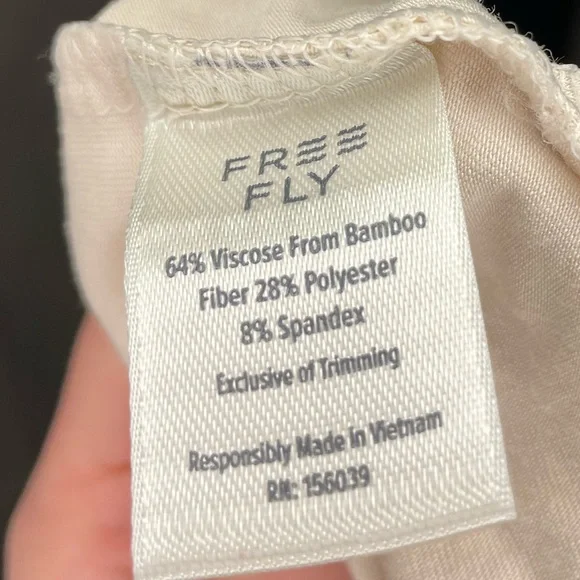 FREE
FLY
64% Viscose From Bamboo
Fiber 28% Polyester
8% Spandex
Exclusive of Trimming
Responsibly Made in Vietnam
RN: 156039